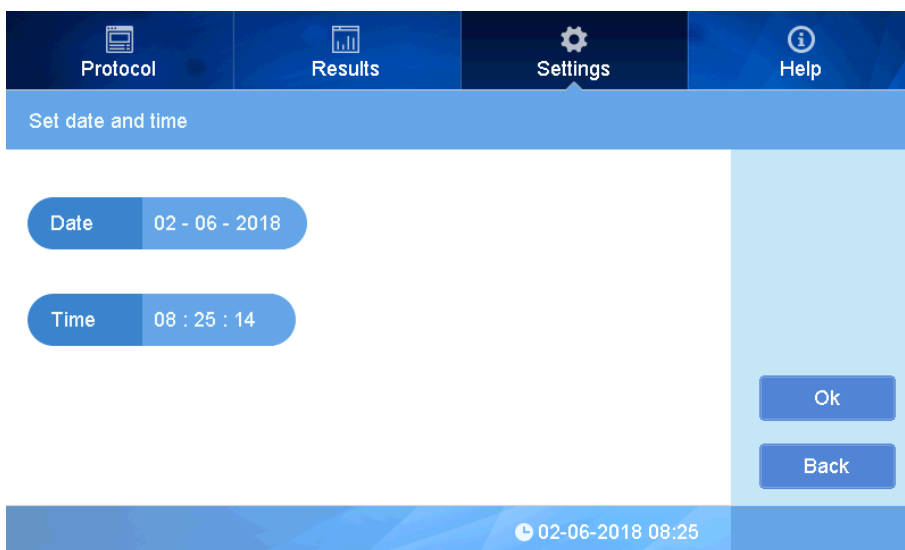 Protocol Results Settings Help
Set date and time
Date 02 - 06 - 2018
Time 08 : 25 : 14
Ok
Back
02-06-2018 08:25